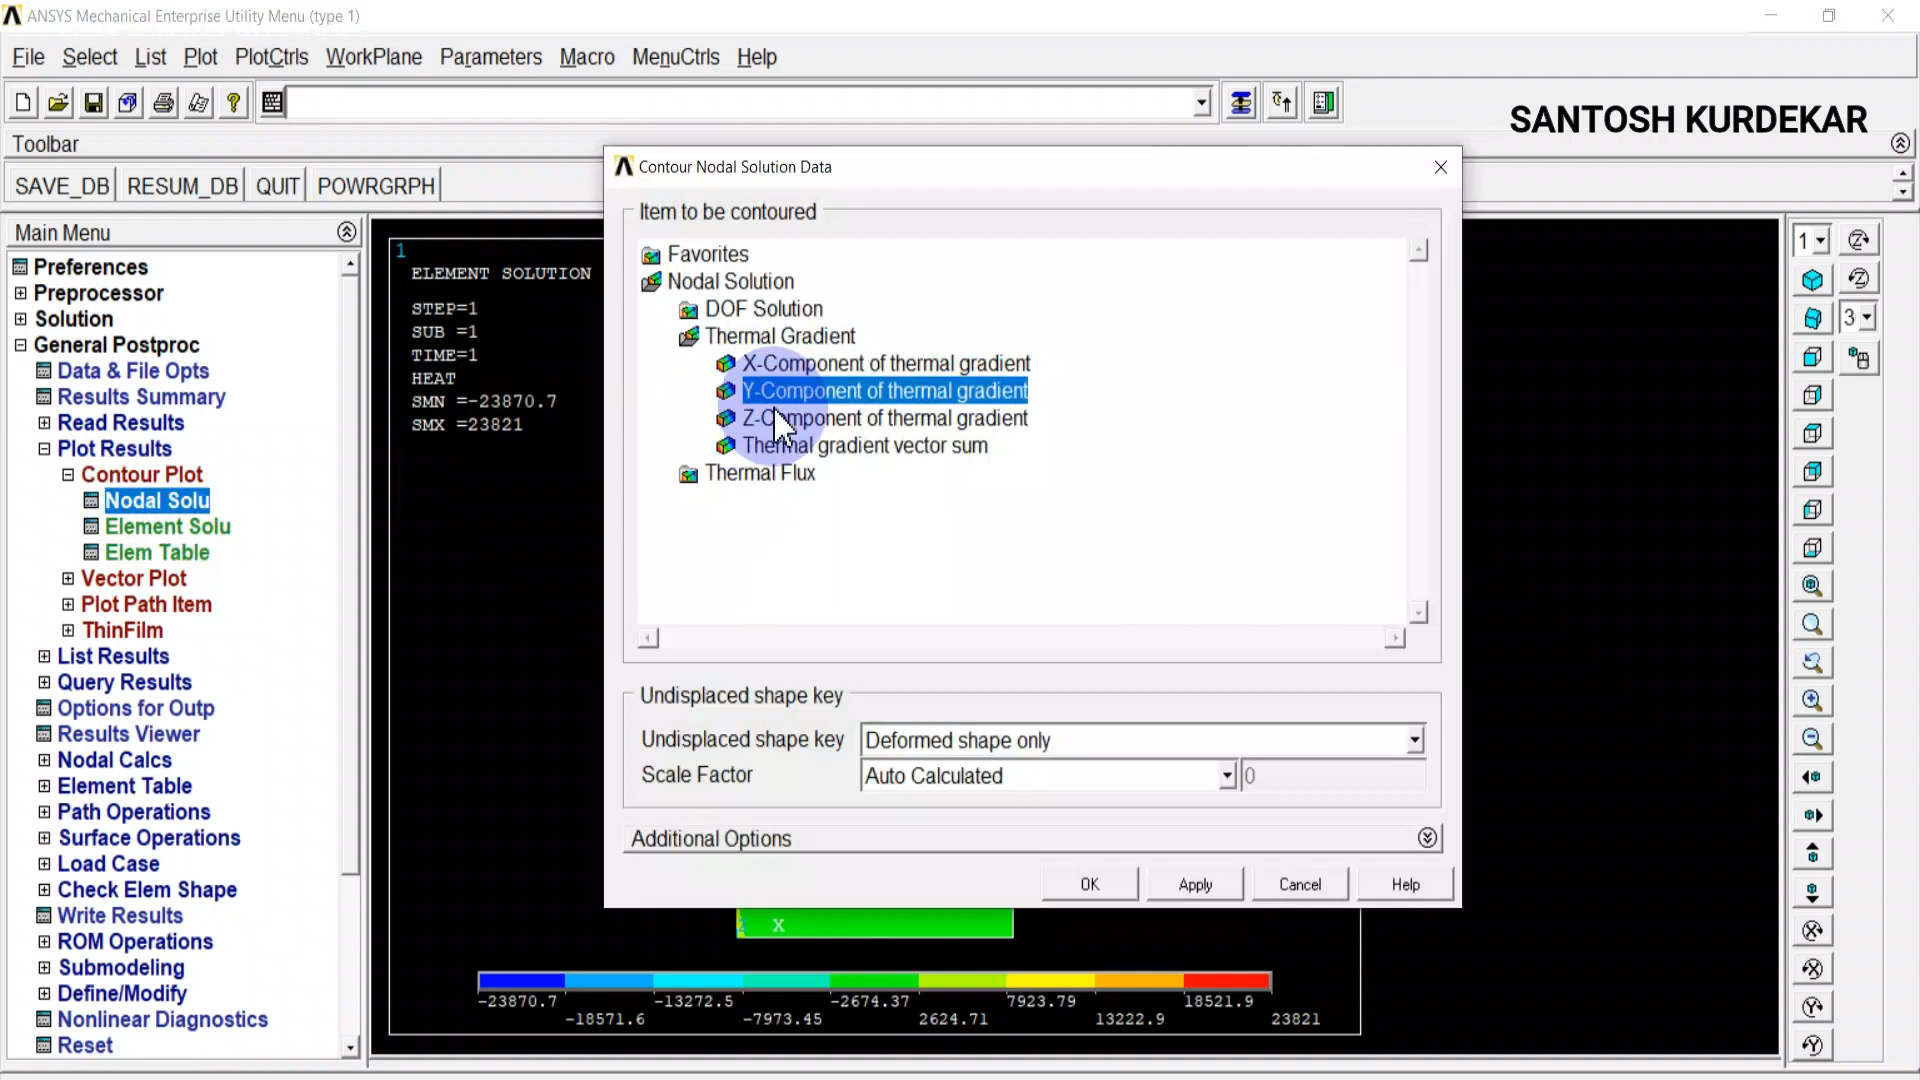 ANSYS Mechanical Enterprise Utility Menu (type 1)
File Select List Plot PlotCtrls WorkPlane Parameters Macro MenuCtrls Help
SANTOSH KURDEKAR
Toolbar
SAVE_DB RESUM_DB QUIT POWRGRPH
Main Menu
Preferences
Preprocessor
Solution
General Postproc
Data & File Opts
Results Summary
Read Results
Plot Results
Contour Plot
Nodal Solu
Element Solu
Elem Table
Vector Plot
Plot Path Item
ThinFilm
List Results
Query Results
Options for Outp
Results Viewer
Nodal Calcs
Element Table
Path Operations
Surface Operations
Load Case
Check Elem Shape
Write Results
ROM Operations
Submodeling
Define/Modify
Nonlinear Diagnostics
Reset
1
ELEMENT SOLUTION
STEP=1
SUB =1
TIME=1
HEAT
SMN =-23870.7
SMX =23821
Contour Nodal Solution Data
Item to be contoured
Favorites
Nodal Solution
DOF Solution
Thermal Gradient
X-Component of thermal gradient
Y-Component of thermal gradient
Z-Component of thermal gradient
Thermal gradient vector sum
Thermal Flux
Undisplaced shape key
Undisplaced shape key Deformed shape only
Scale Factor Auto Calculated 0
Additional Options
OK Apply Cancel Help
X
-23870.7 -13272.5 -2674.37 7923.79 18521.9
-18571.6 -7973.45 2624.71 13222.9 23821
1
3